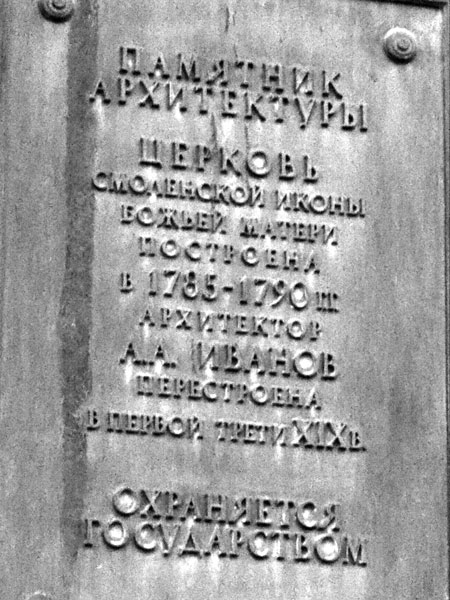 ПАМЯТНИК
АРХИТЕКТУРЫ
ЦЕРКОВЬ
СМОЛЕНСКОЙ ИКОНЫ
БОЖЬЕЙ МАТЕРИ
ПОСТРОЕНА
В 1785-1790 ГГ.
АРХИТЕКТОР
А.А. ИВАНОВ
ПЕРЕСТРОЕНА
В ПЕРВОЙ ТРЕТИ XIX В.
ОХРАНЯЕТСЯ
ГОСУДАРСТВОМ